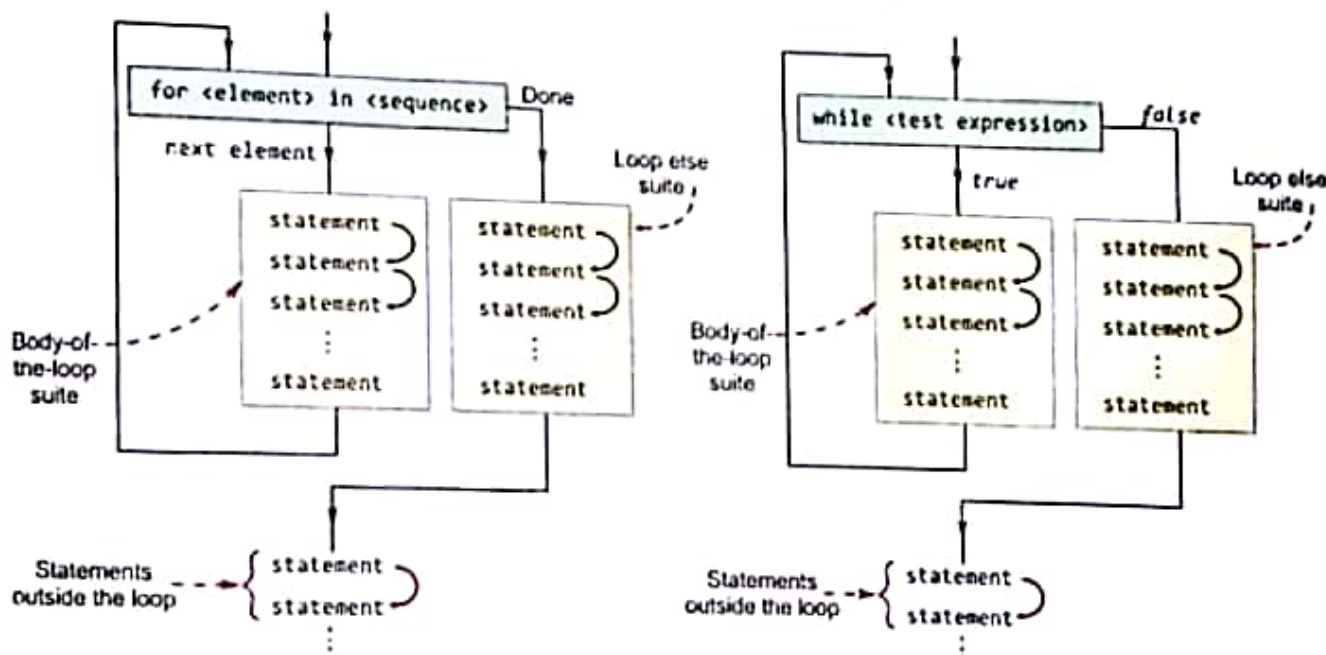 for <element> in <sequence>
Done
next element
Loop else
suite
statement
statement
statement
⋮
statement
statement
statement
statement
⋮
statement
Body-of-
the-loop
suite
Statements
outside the loop
statement
statement
⋮
while <test expression>
false
true
Loop else
suite
statement
statement
statement
⋮
statement
statement
statement
statement
⋮
statement
Body-of-
the-loop
suite
Statements
outside the loop
statement
statement
⋮